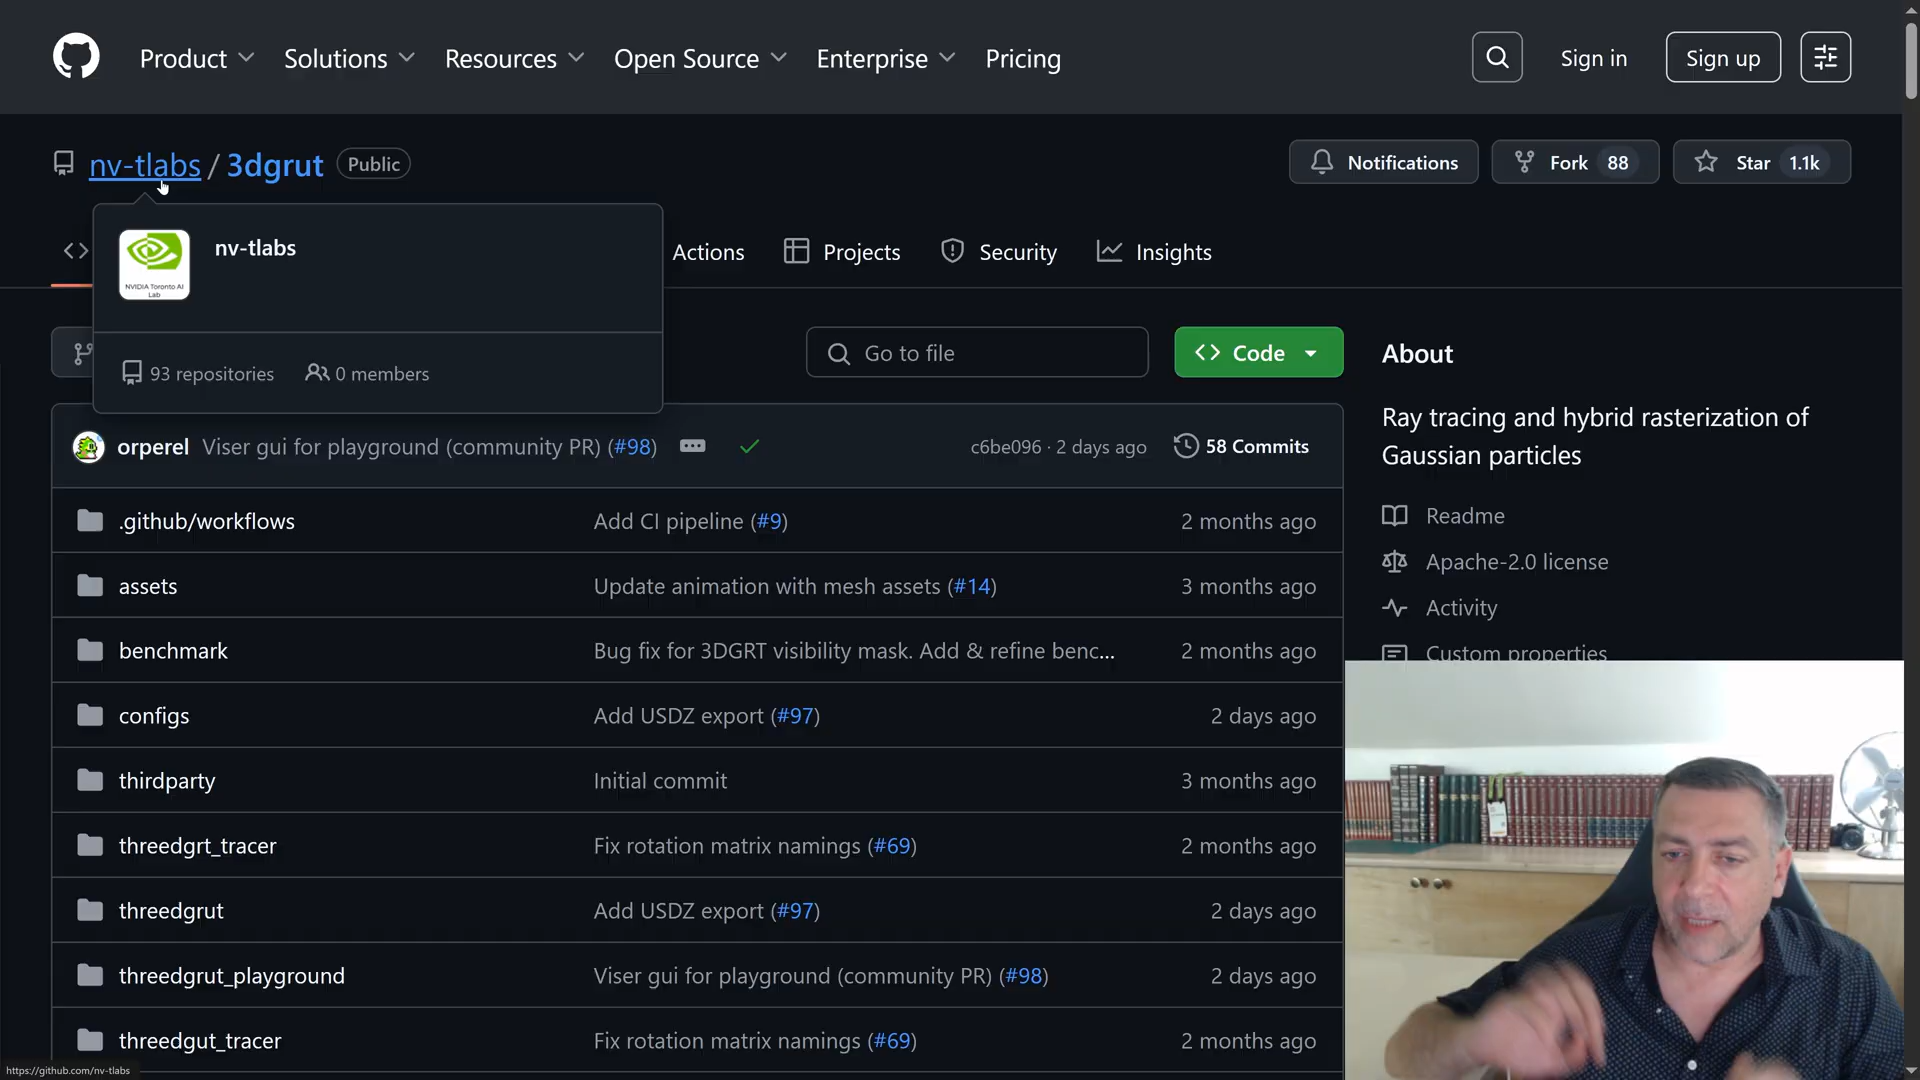 Product Solutions Resources Open Source Enterprise Pricing Sign in Sign up
nv-tlabs / 3dgrut Public Notifications Fork 88 Star 1.1k
nv-tlabs
NVIDIA Toronto AI
Lab
Actions Projects Security Insights
93 repositories 0 members
Go to file Code
About
Ray tracing and hybrid rasterization of
Gaussian particles
Readme
Apache-2.0 license
Activity
Custom properties
orperel Viser gui for playground (community PR) (#98) c6be096 · 2 days ago 58 Commits
.github/workflows Add CI pipeline (#9) 2 months ago
assets Update animation with mesh assets (#14) 3 months ago
benchmark Bug fix for 3DGRT visibility mask. Add & refine benc... 2 months ago
configs Add USDZ export (#97) 2 days ago
thirdparty Initial commit 3 months ago
threedgrt_tracer Fix rotation matrix namings (#69) 2 months ago
threedgrut Add USDZ export (#97) 2 days ago
threedgrut_playground Viser gui for playground (community PR) (#98) 2 days ago
threedgut_tracer Fix rotation matrix namings (#69) 2 months ago
https://github.com/nv-tlabs